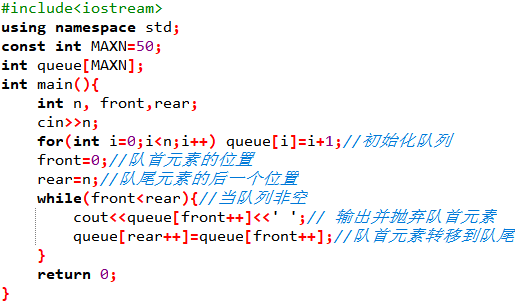 #include<iostream>
using namespace std;
const int MAXN=50;
int queue[MAXN];
int main(){
    int n, front,rear;
    cin>>n;
    for(int i=0;i<n;i++) queue[i]=i+1;//初始化队列
    front=0;//队首元素的位置
    rear=n;//队尾元素的后一个位置
    while(front<rear){//当队列非空
        cout<<queue[front++]<<' ';// 输出并抛弃队首元素
        queue[rear++]=queue[front++];//队首元素转移到队尾
    }
    return 0;
}